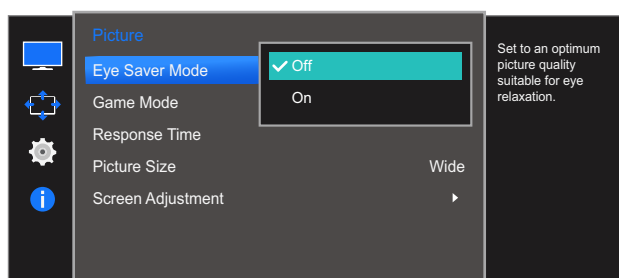 Picture
Eye Saver Mode
Off
On
Game Mode
Response Time
Picture Size
Wide
Screen Adjustment
Set to an optimum
picture quality
suitable for eye
relaxation.